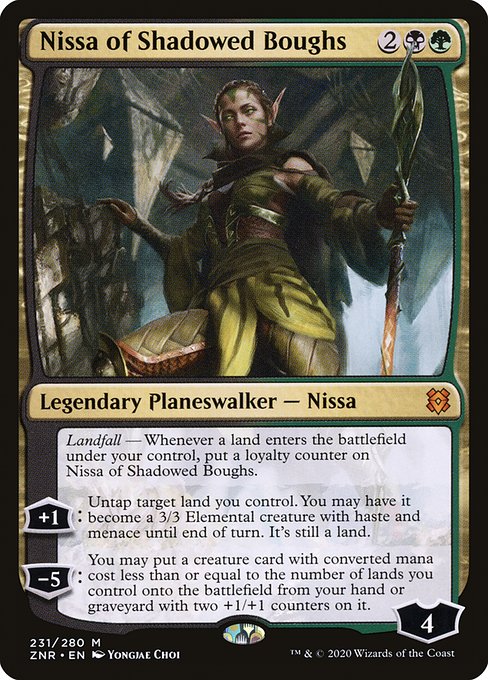 Nissa of Shadowed Boughs 2
Legendary Planeswalker — Nissa
Landfall — Whenever a land enters the battlefield
under your control, put a loyalty counter on
Nissa of Shadowed Boughs.
+1: Untap target land you control. You may have it
become a 3/3 Elemental creature with haste and
menace until end of turn. It's still a land.
−5: You may put a creature card with converted mana
cost less than or equal to the number of lands you
control onto the battlefield from your hand or
graveyard with two +1/+1 counters on it.
4
231/280 M
ZNR • EN Yongjae Choi
™ & © 2020 Wizards of the Coast